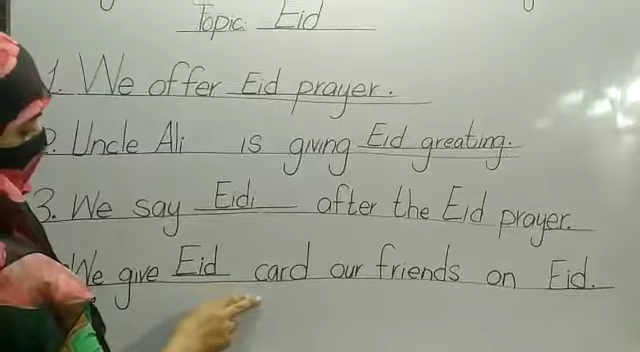 Topic: Eid
1. We offer Eid prayer.
2. Uncle Ali is giving Eid greating.
3. We say Eidi after the Eid prayer.
We give Eid card our friends on Eid.